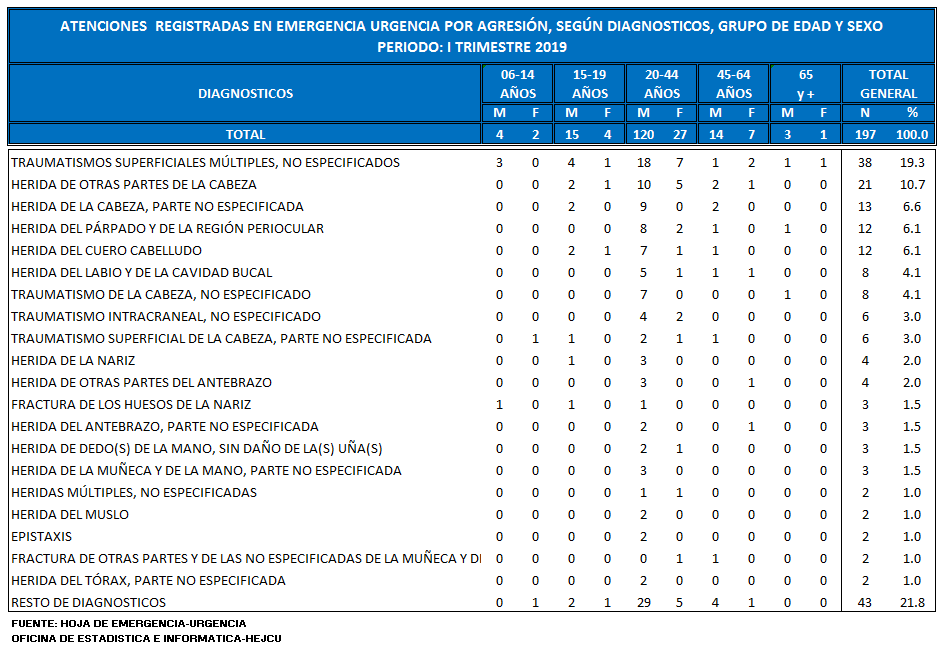 ATENCIONES REGISTRADAS EN EMERGENCIA URGENCIA POR AGRESIÓN, SEGÚN DIAGNOSTICOS, GRUPO DE EDAD Y SEXO
PERIODO: I TRIMESTRE 2019
DIAGNOSTICOS 06-14 AÑOS 15-19 AÑOS 20-44 AÑOS 45-64 AÑOS 65 y + TOTAL GENERAL
M F M F M F M F M F N %
TOTAL 4 2 15 4 120 27 14 7 3 1 197 100.0
TRAUMATISMOS SUPERFICIALES MÚLTIPLES, NO ESPECIFICADOS 3 0 4 1 18 7 1 2 1 1 38 19.3
HERIDA DE OTRAS PARTES DE LA CABEZA 0 0 2 1 10 5 2 1 0 0 21 10.7
HERIDA DE LA CABEZA, PARTE NO ESPECIFICADA 0 0 2 0 9 0 2 0 0 0 13 6.6
HERIDA DEL PÁRPADO Y DE LA REGIÓN PERIOCULAR 0 0 0 0 8 2 1 0 1 0 12 6.1
HERIDA DEL CUERO CABELLUDO 0 0 2 1 7 1 1 0 0 0 12 6.1
HERIDA DEL LABIO Y DE LA CAVIDAD BUCAL 0 0 0 0 5 1 1 1 0 0 8 4.1
TRAUMATISMO DE LA CABEZA, NO ESPECIFICADO 0 0 0 0 7 0 0 0 1 0 8 4.1
TRAUMATISMO INTRACRANEAL, NO ESPECIFICADO 0 0 0 0 4 2 0 0 0 0 6 3.0
TRAUMATISMO SUPERFICIAL DE LA CABEZA, PARTE NO ESPECIFICADA 0 1 1 0 2 1 1 0 0 0 6 3.0
HERIDA DE LA NARIZ 0 0 1 0 3 0 0 0 0 0 4 2.0
HERIDA DE OTRAS PARTES DEL ANTEBRAZO 0 0 0 0 3 0 0 1 0 0 4 2.0
FRACTURA DE LOS HUESOS DE LA NARIZ 1 0 1 0 1 0 0 0 0 0 3 1.5
HERIDA DEL ANTEBRAZO, PARTE NO ESPECIFICADA 0 0 0 0 2 0 0 1 0 0 3 1.5
HERIDA DE DEDO(S) DE LA MANO, SIN DAÑO DE LA(S) UÑA(S) 0 0 0 0 2 1 0 0 0 0 3 1.5
HERIDA DE LA MUÑECA Y DE LA MANO, PARTE NO ESPECIFICADA 0 0 0 0 3 0 0 0 0 0 3 1.5
HERIDAS MÚLTIPLES, NO ESPECIFICADAS 0 0 0 0 1 1 0 0 0 0 2 1.0
HERIDA DEL MUSLO 0 0 0 0 2 0 0 0 0 0 2 1.0
EPISTAXIS 0 0 0 0 2 0 0 0 0 0 2 1.0
FRACTURA DE OTRAS PARTES Y DE LAS NO ESPECIFICADAS DE LA MUÑECA Y 0 0 0 0 0 1 1 0 0 0 2 1.0
HERIDA DEL TÓRAX, PARTE NO ESPECIFICADA 0 0 0 0 2 0 0 0 0 0 2 1.0
RESTO DE DIAGNOSTICOS 0 1 2 1 29 5 4 1 0 0 43 21.8
FUENTE: HOJA DE EMERGENCIA-URGENCIA
OFICINA DE ESTADISTICA E INFORMATICA-HEJCU